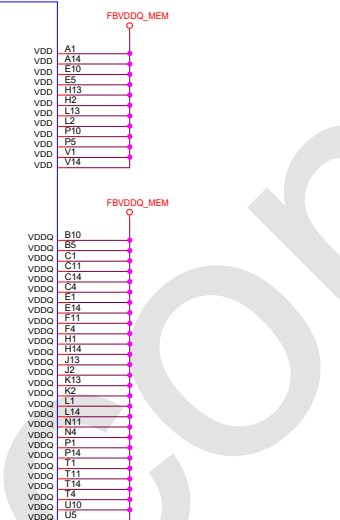 FBVDDQ_MEM
VDD A1
VDD A14
VDD E10
VDD E5
VDD H13
VDD H2
VDD L13
VDD L2
VDD P10
VDD P5
VDD V1
VDD V14
FBVDDQ_MEM
VDDQ B10
VDDQ B5
VDDQ C1
VDDQ C11
VDDQ C14
VDDQ C4
VDDQ E1
VDDQ E14
VDDQ F11
VDDQ F4
VDDQ H1
VDDQ H14
VDDQ J13
VDDQ J2
VDDQ K13
VDDQ K2
VDDQ L1
VDDQ L14
VDDQ N11
VDDQ N4
VDDQ P1
VDDQ P14
VDDQ T1
VDDQ T11
VDDQ T14
VDDQ T4
VDDQ U10
VDDQ U5